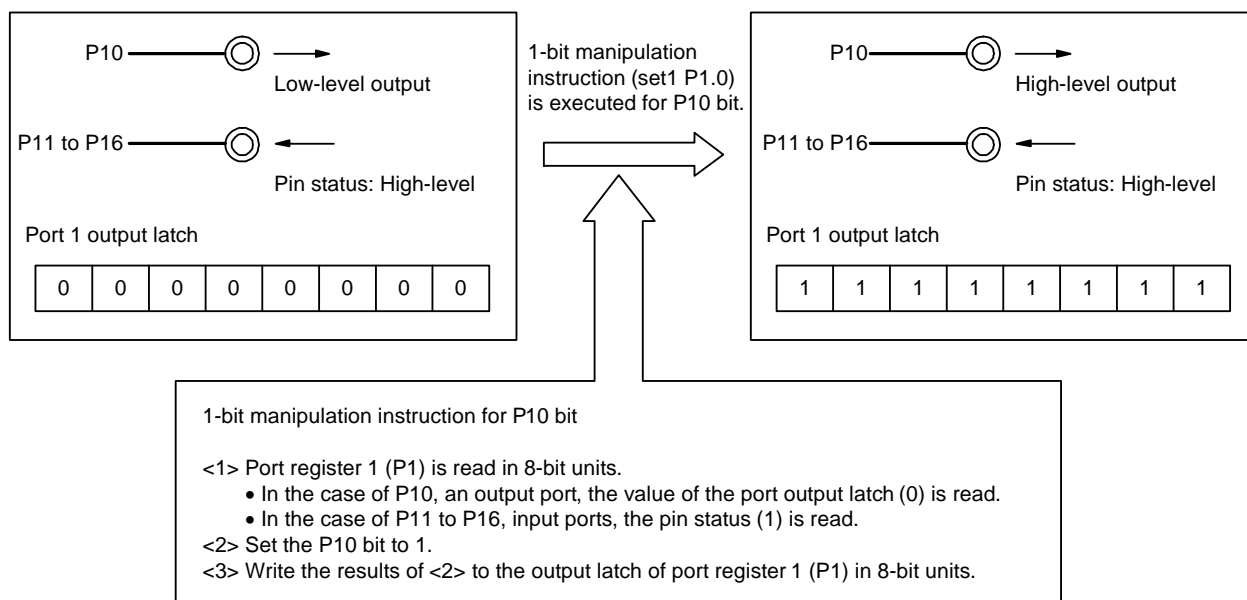 P10
Low-level output
P11 to P16
Pin status: High-level
Port 1 output latch
0 0 0 0 0 0 0 0
1-bit manipulation
instruction (set1 P1.0)
is executed for P10 bit.
P10
High-level output
P11 to P16
Pin status: High-level
Port 1 output latch
1 1 1 1 1 1 1 1
1-bit manipulation instruction for P10 bit
<1> Port register 1 (P1) is read in 8-bit units.
• In the case of P10, an output port, the value of the port output latch (0) is read.
• In the case of P11 to P16, input ports, the pin status (1) is read.
<2> Set the P10 bit to 1.
<3> Write the results of <2> to the output latch of port register 1 (P1) in 8-bit units.